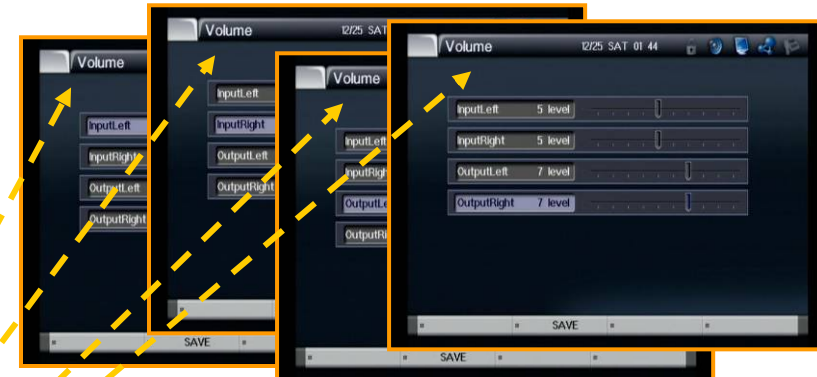 Volume
InputLeft
InputRight
OutputLeft
OutputRight
SAVE
Volume 12/25 SAT
InputLeft
InputRight
OutputLeft
OutputRight
Volume
InputLeft
InputRigh
OutputLe
OutputRi
SAVE
Volume 12/25 SAT 01 44
InputLeft 5 level
InputRight 5 level
OutputLeft 7 level
OutputRight 7 level
SAVE